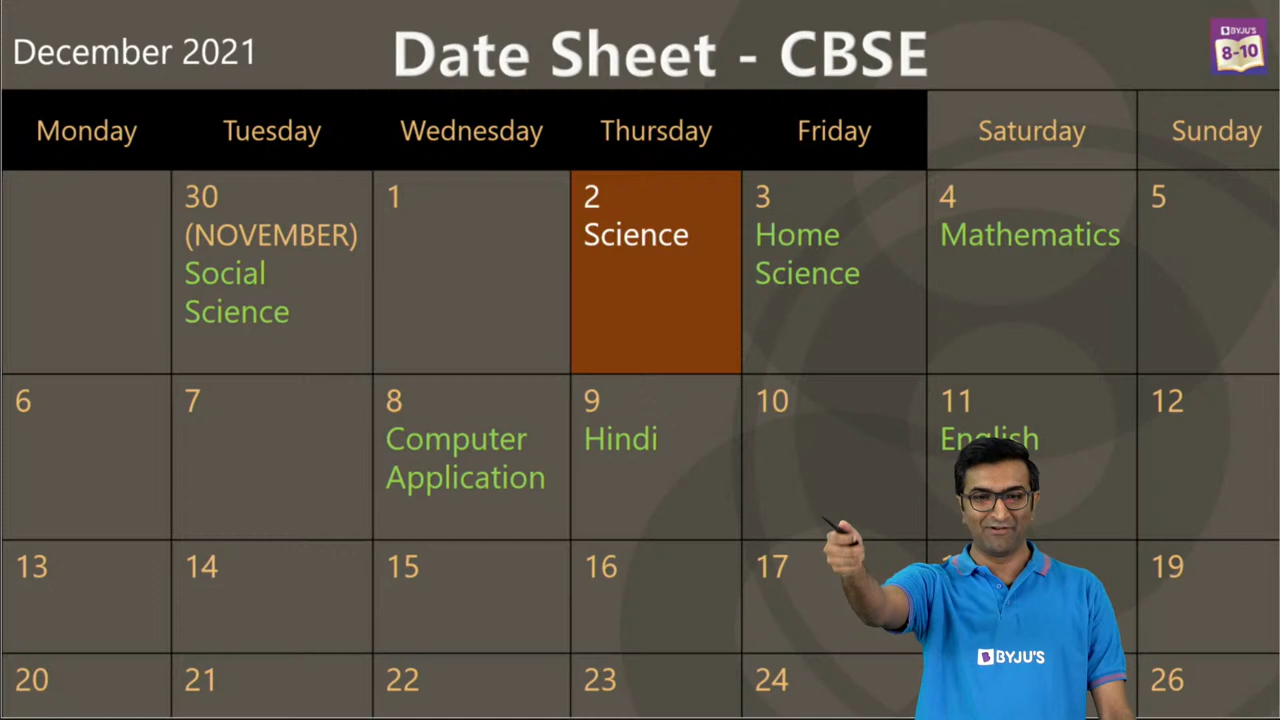 December 2021
Date Sheet - CBSE
BYJU'S
8-10
Monday
Tuesday
Wednesday
Thursday
Friday
Saturday
Sunday
30
(NOVEMBER)
Social
Science
1
2
Science
3
Home
Science
4
Mathematics
5
6
7
8
Computer
Application
9
Hindi
10
11
English
12
13
14
15
16
17
19
20
21
22
23
24
26
BYJU'S